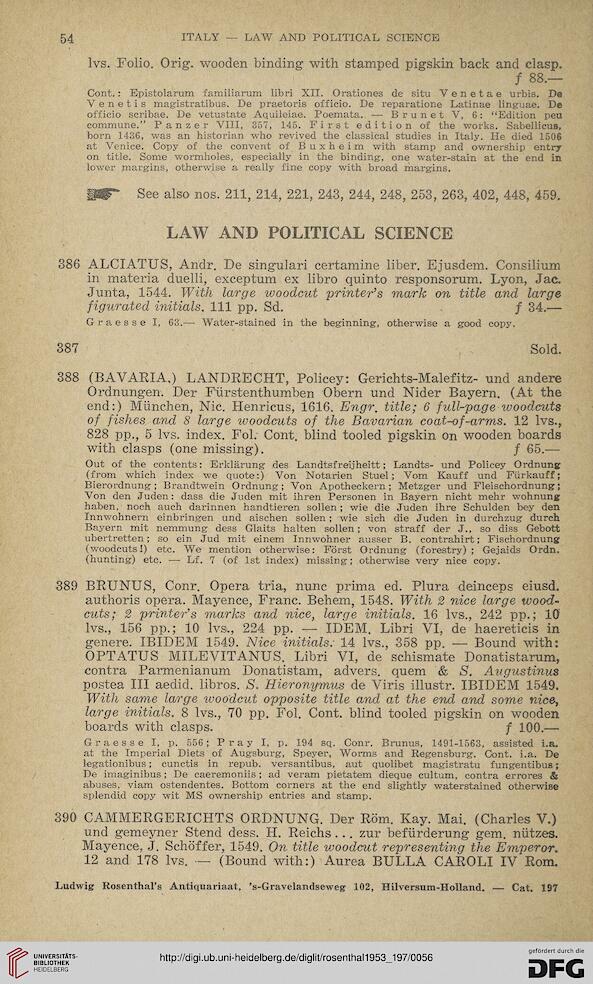 54 ITALY — LAW AND POLITICAL SCIENCE
lvs. Folio. Orig. wooden binding with stamped pigskin back and clasp.
f 88.—
Cont.: Epistolarum familiarum libri XII. Orationes de situ Venetae urbis. De
Venetis magistratibus. De praetoris officio. De reparatione Latinae linguae. De
officio scribae. De vetustate Aquileiae. Poemata. — Brunet V, 6: “Edition peu
commune.” Panzer VIII, 357, 145. First edition of the works. Sabellicus,
born 1436, was an historian who revived the classical studies in Italy. He died 1506
at Venice. Copy of the convent of Buxheim with stamp and ownership entry
on title. Some wormholes, especially in the binding, one water-stain at the end in
lower margins, otherwise a really fine copy with broad margins.
See also nos. 211, 214, 221, 243, 244, 248, 253, 263, 402, 448, 459.
LAW AND POLITICAL SCIENCE
386 ALCIATUS, Andr. De singulari certamine liber. Ejusdem. Consilium
in materia duelli, exceptum ex libro quinto responsorum. Lyon, Jac.
Junta, 1544. With large woodcut printer's mark on title and large
figurated initials. 111 pp. Sd. f 34.—
Graesse I, 63.— Water-stained in the beginning, otherwise a good copy.
387 Sold.
388 (BAVARIA.) LANDRECHT, Policey: Gerichts-Malefitz- und andere
Ordnungen. Der Fürstenthumben Obern und Nider Bayern. (At the
end:) München, Nic. Henricus, 1616. Engr. title; 6 full-page woodcuts
of fishes and 8 large woodcuts of the Bavarian coat-of-arms. 12 lvs.,
828 pp., 5 lvs. index. Fol. Cont. blind tooled pigskin on wooden boards
with clasps (one missing). f 65.—
Out of the contents: Erklärung des Landtsfreijheitt; Landts- und Policey Ordnung
(from which index we quote:) Von Notarien Stuel; Vom Kauff und Fürkauff;
Bierordnung; Brandtwein Ordnung; Von Apotheckern; Metzger und Fleischordnung;
Von den Juden: dass die Juden mit ihren Personen in Bayern nicht mehr wohnung
haben, noch auch darinnen handtieren sollen; wie die Juden ihre Schulden bey den
Innwohnern einbringen und aischen sollen; wie sich die Juden in durchzug durch
Bayern mit nemmung dess Glaits halten sollen; von straff der J., so diss Gebott
ubertretten; so ein Jud mit einem Innwohner ausser B. contrahirt; Fischordnung
(woodcuts!) etc. We mention otherwise: Först Ordnung (forestry); Gejaids Ordn.
(hunting) etc. — Lf. 7 (of 1st index) missing; otherwise very nice copy.
389 BRUNUS, Conr. Opera tria, nunc prima ed. Plura deinceps eiusd.
authoris opera. Mayence, Franc. Behem, 1548. With 2 nice large wood-
cuts; 2 printer's marks and nice, large initials. 16 lvs., 242 pp.; 10
lvs., 156 pp.; 10 lvs., 224 pp. — IDEM. Libri VI, de haereticis in
genere. IBIDEM 1549. Nice initials. 14 lvs., 358 pp. — Bound with:
OPTATUS MILEVITANUS. Libri VI, de schismate Donatistarum,
contra Parmenianum Donatistam, advers. quem & S. Augustinus
postea III aedid. libros. S. Hieronymus de Viris illustr. IBIDEM 1549.
With same large woodcut opposite title and at the end and some nice,
large initials. 8 lvs., 70 pp. Fol. Cont. blind tooled pigskin on wooden
boards with clasps. f 100.—
Graesse I, p. 556; Pray I, p. 194 sq. Conr. Brunus, 1491-1563, assisted i.a.
at the Imperial Diets of Augsburg, Speyer, Worms and Regensburg. Cont. i.a. De
legationibus; cunctis in repub. versantibus, aut quolibet magistratu fungentibus;
De imaginibus; De caeremoniis; ad veram pietatem dieque cultum, contra errores &
abuses, viam ostendentes. Bottom corners at the end slightly waterstained otherwise
splendid copy wit MS ownership entries and stamp.
390 CAMMERGERICHTS ORDNUNG. Der Röm. Kay. Mai. (Charles V.)
und gemeyner Stend dess. H. Reichs... zur befürderung gem. nützes.
Mayence, J. Schöffer, 1549. On title woodcut representing the Emperor.
12 and 178 lvs. — (Bound with:) Aurea BULLA CAROLI IV Rom.
Ludwig Rosenthal's Antiquariaat, 's-Gravelandseweg 102, Hilversum-Holland. — Cat. 197
UNIVERSITÄTS-
BIBLIOTHEK
HEIDELBERG
http://digi.ub.uni-heidelberg.de/diglit/rosenthal1953_197/0056
gefördert durch die
DFG